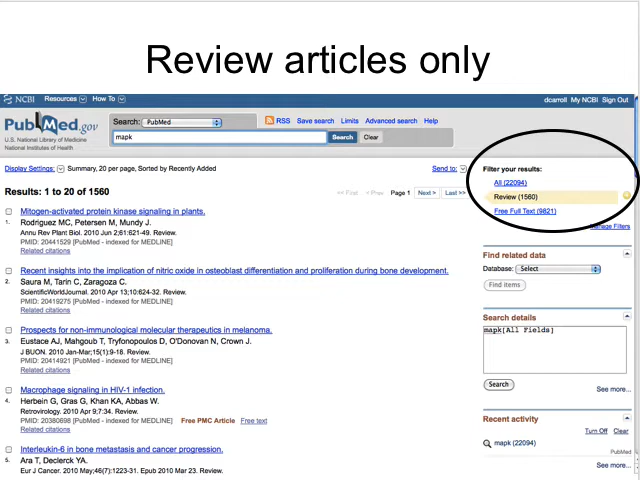 Review articles only
NCBI Resources How To dcarroll My NCBI Sign Out
PubMed.gov
U.S. National Library of Medicine
National Institutes of Health
Search: PubMed
RSS Save search Limits Advanced search Help
mapk Search Clear
Display Settings: Summary, 20 per page, Sorted by Recently Added Send to:
Results: 1 to 20 of 1560
<< First < Prev Page 1 Next > Last >>
1. Mitogen-activated protein kinase signaling in plants.
Rodriguez MC, Petersen M, Mundy J.
Annu Rev Plant Biol. 2010 Jun 2;61:621-49. Review.
PMID: 20441529 [PubMed - indexed for MEDLINE]
Related citations
2. Recent insights into the implication of nitric oxide in osteoblast differentiation and proliferation during bone development.
Saura M, Tarin C, Zaragoza C.
ScientificWorldJournal. 2010 Apr 13;10:624-32. Review.
PMID: 20419275 [PubMed - indexed for MEDLINE]
Related citations
3. Prospects for non-immunological molecular therapeutics in melanoma.
Eustace AJ, Mahgoub T, Tryfonopoulos D, O'Donovan N, Crown J.
J BUON. 2010 Jan-Mar;15(1):9-18. Review.
PMID: 20414921 [PubMed - indexed for MEDLINE]
Related citations
4. Macrophage signaling in HIV-1 infection.
Herbein G, Gras G, Khan KA, Abbas W.
Retrovirology. 2010 Apr 9;7:34. Review.
PMID: 20380698 [PubMed - indexed for MEDLINE] Free PMC Article Free text
Related citations
5. Interleukin-6 in bone metastasis and cancer progression.
Ara T, Declerck YA.
Eur J Cancer. 2010 May;46(7):1223-31. Epub 2010 Mar 23. Review.
Filter your results:
All (22094)
Review (1560)
Free Full Text (9821)
Manage Filters
Find related data
Database: Select
Find items
Search details
mapk[All Fields]
Search
See more...
Recent activity
Turn Off Clear
mapk (22094)
PubMed
See more...